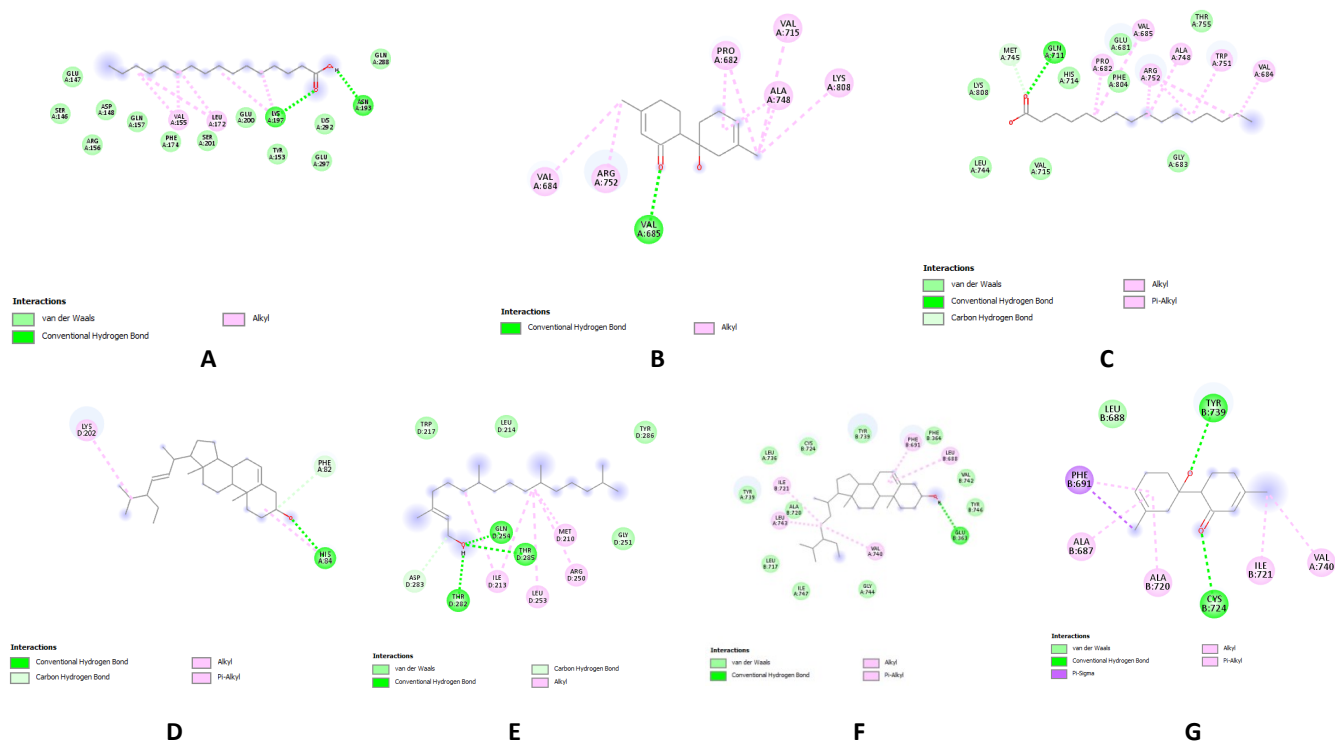 GLU
A:147
SER
A:146
ASP
A:148
ARG
A:156
GLN
A:157
VAL
A:155
PHE
A:174
LEU
A:172
SER
A:201
GLU
A:200
LYS
A:197
TYR
A:153
LYS
A:292
GLU
A:297
ASN
A:193
GLN
A:288
H
Interactions
van der Waals
Conventional Hydrogen Bond
Alkyl
A
VAL
A:715
PRO
A:682
LYS
A:808
ALA
A:748
VAL
A:684
ARG
A:752
VAL
A:685
Interactions
Conventional Hydrogen Bond
Alkyl
B
THR
A:755
VAL
A:685
GLU
A:681
GLN
A:711
MET
A:745
ALA
A:748
TRP
A:751
VAL
A:684
PRO
A:682
ARG
A:752
HIS
A:714
PHE
A:804
LYS
A:808
LEU
A:744
VAL
A:715
GLY
A:683
Interactions
van der Waals
Conventional Hydrogen Bond
Carbon Hydrogen Bond
Alkyl
Pi-Alkyl
C
LYS
D:202
PHE
A:82
HIS
A:84
H
Interactions
Conventional Hydrogen Bond
Carbon Hydrogen Bond
Alkyl
Pi-Alkyl
D
TRP
D:217
LEU
D:214
TYR
D:286
GLN
D:254
THR
D:285
MET
D:210
GLY
D:251
ASP
D:283
THR
D:282
ILE
D:213
LEU
D:253
ARG
D:250
H
Interactions
van der Waals
Conventional Hydrogen Bond
Carbon Hydrogen Bond
Alkyl
E
TYR
B:739
CYS
B:724
LEU
A:736
PHE
B:691
PHE
B:364
LEU
B:688
VAL
B:742
TYR
B:746
ILE
B:721
TYR
A:739
ALA
B:720
LEU
A:743
GLU
B:363
VAL
A:740
LEU
B:717
ILE
A:747
GLY
A:744
Interactions
van der Waals
Conventional Hydrogen Bond
Alkyl
Pi-Alkyl
F
LEU
B:688
TYR
B:739
PHE
B:691
ALA
B:687
ALA
B:720
ILE
B:721
VAL
A:740
CYS
B:724
Interactions
van der Waals
Conventional Hydrogen Bond
Pi-Sigma
Alkyl
Pi-Alkyl
G